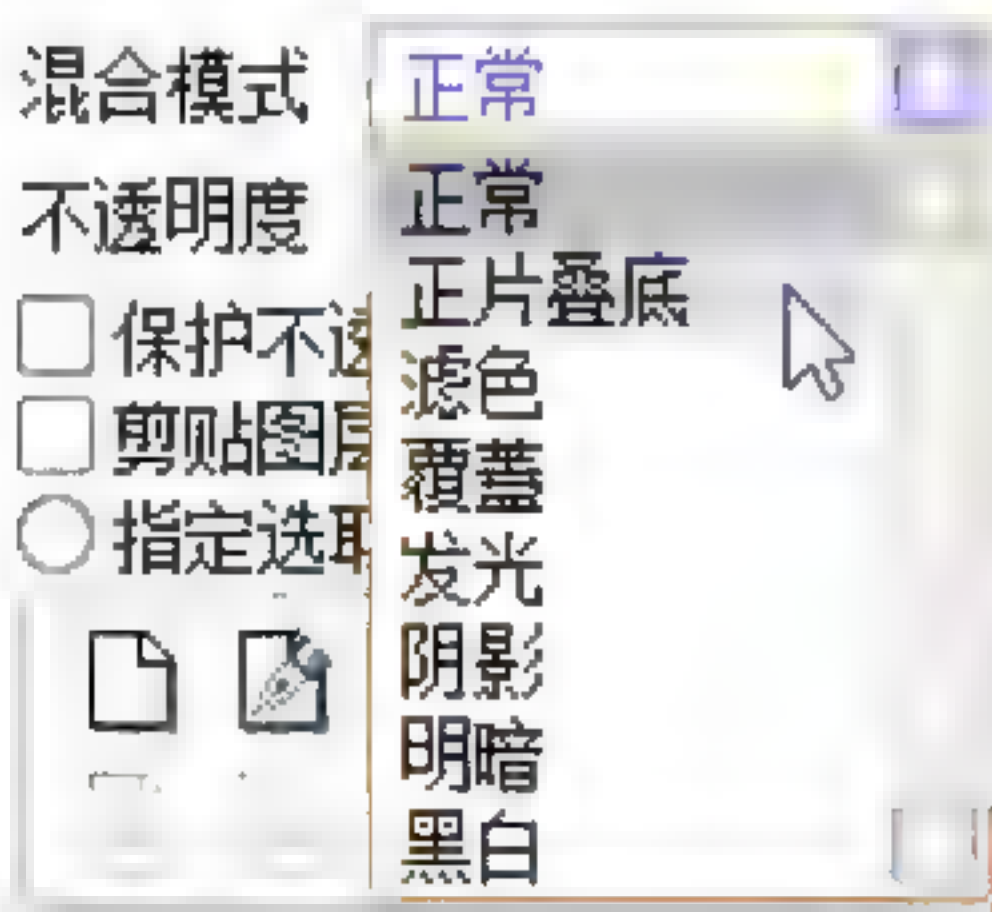 混合模式
正常
不透明度
正常
正片叠底
保护不透
滤色
剪贴图层
覆蓋
指定选取
发光
阴影
明暗
黑白